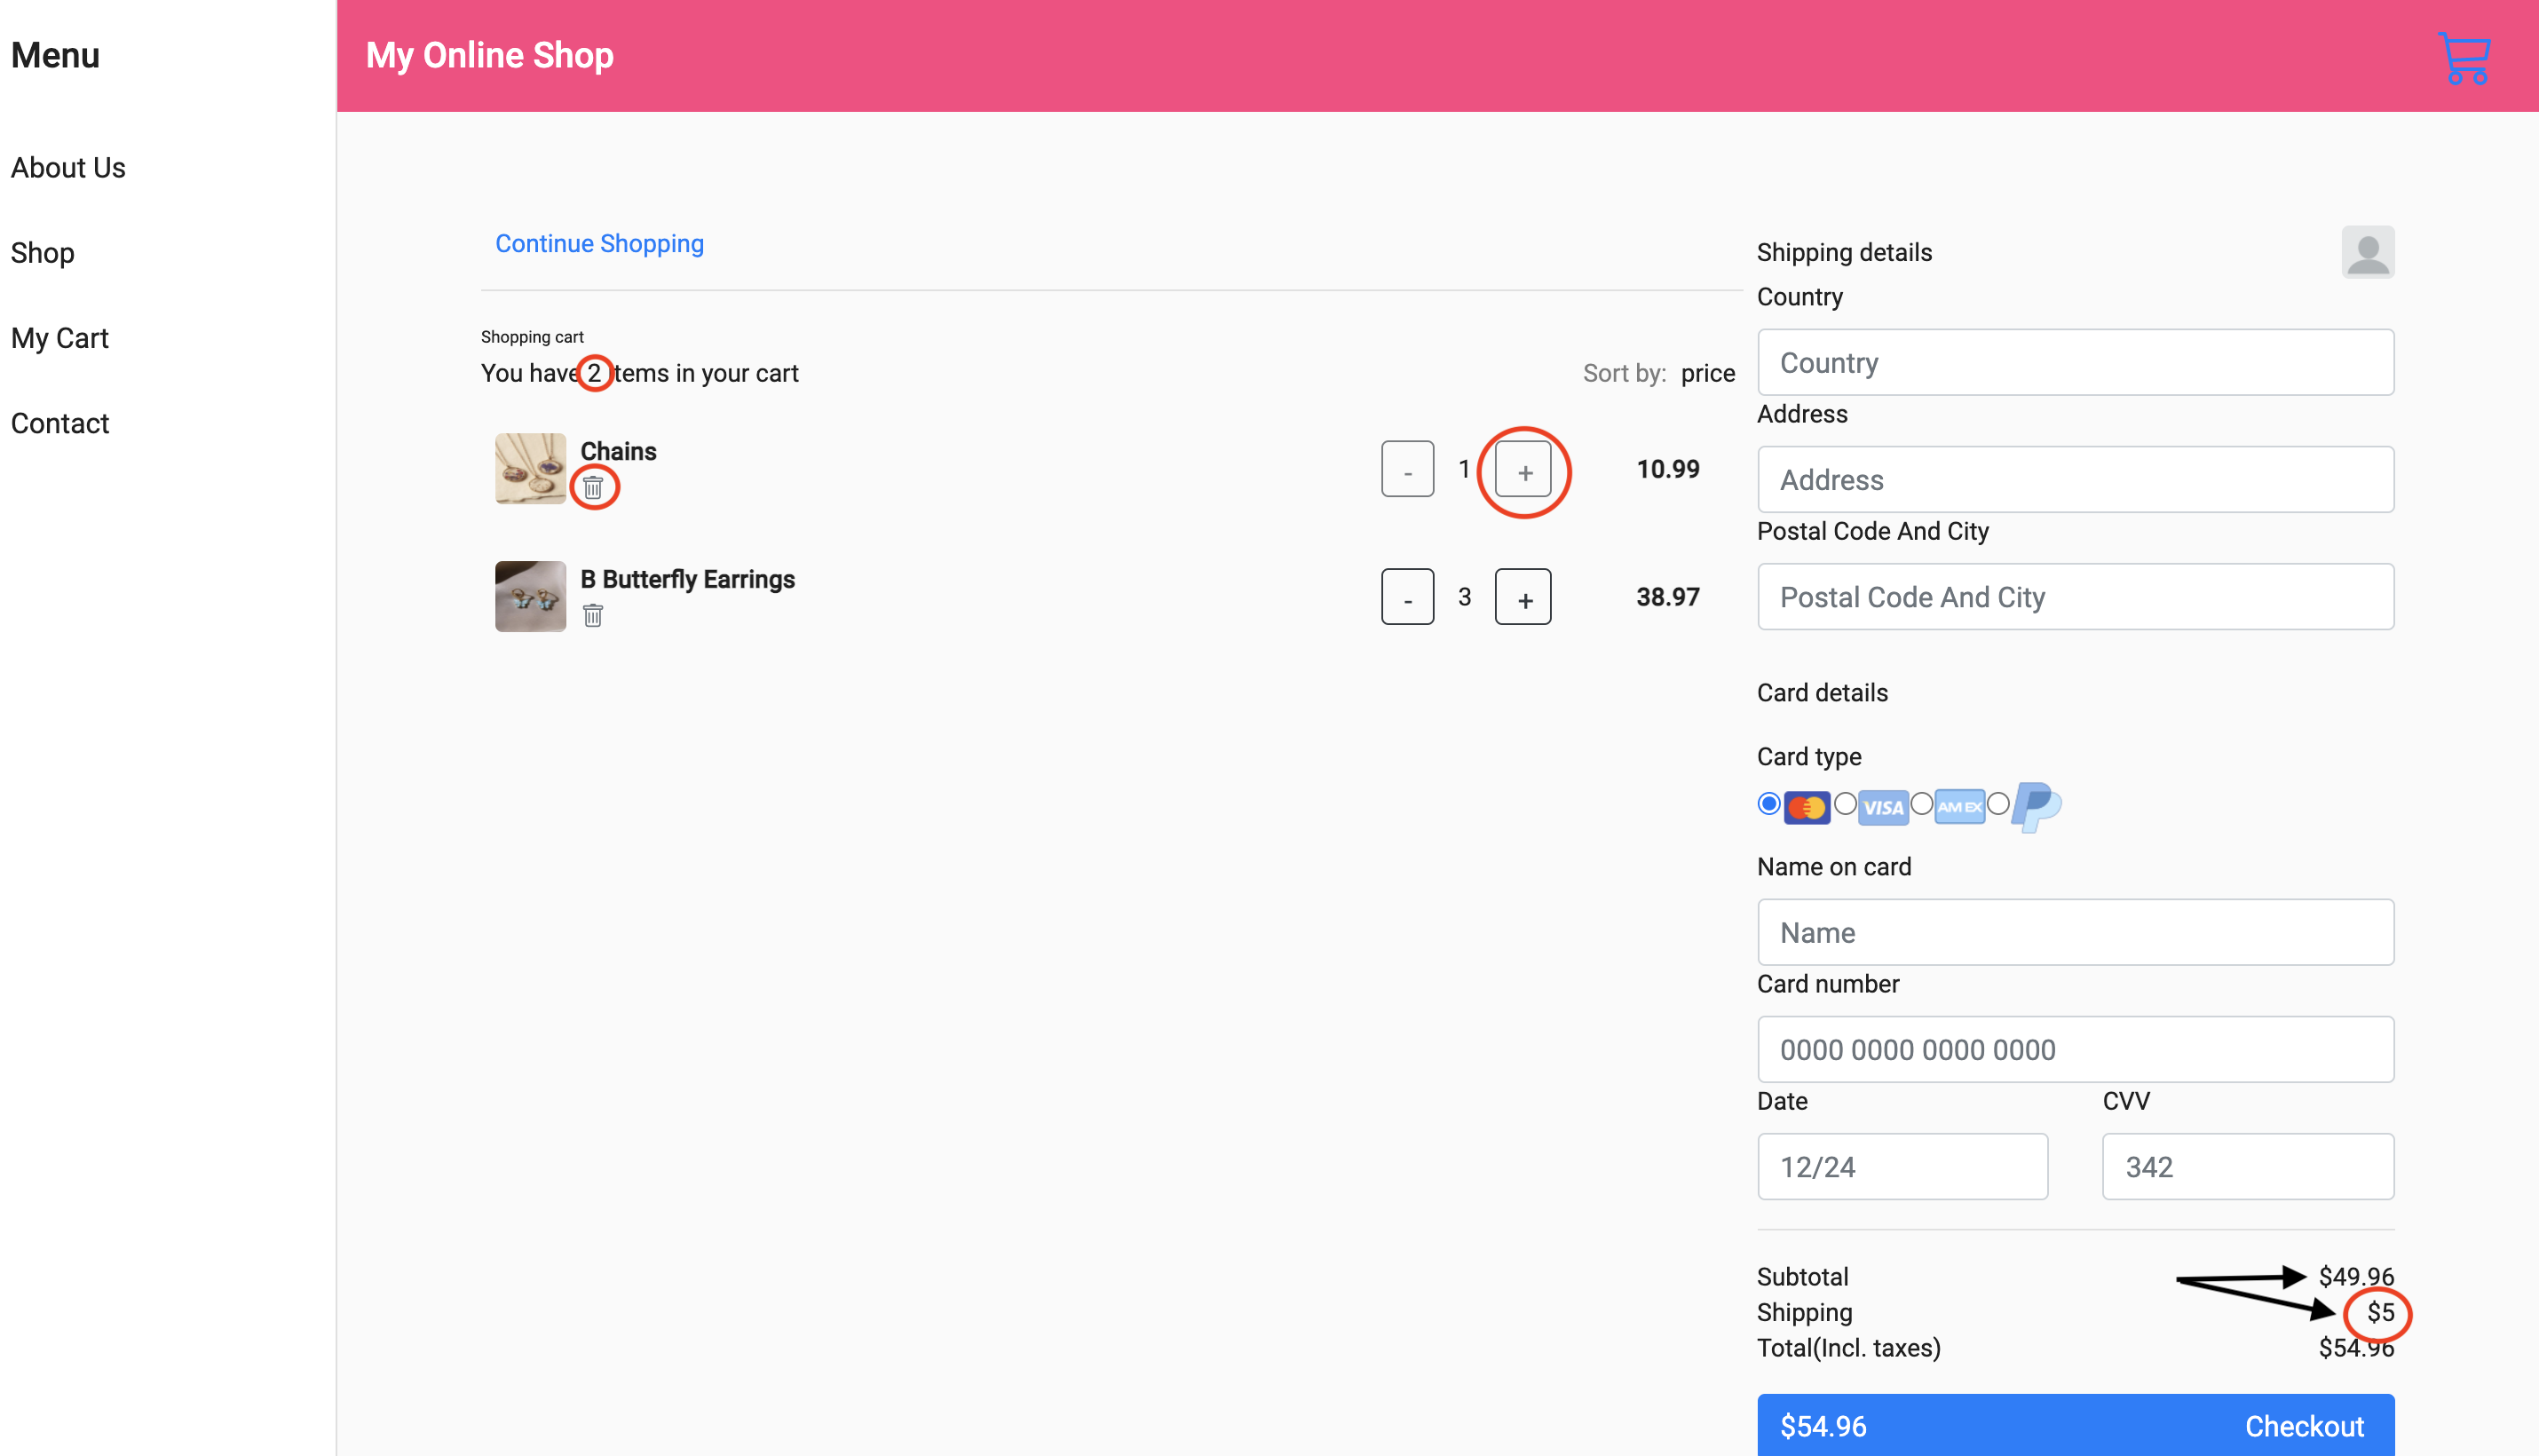 Menu
About Us
Shop
My Cart
Contact
My Online Shop
Continue Shopping
Shopping cart
You have 2 items in your cart
Sort by: price
Chains
- 1 + 10.99
B Butterfly Earrings
- 3 + 38.97
Shipping details
Country
Country
Address
Address
Postal Code And City
Postal Code And City
Card details
Card type
VISA AM EX
Name on card
Name
Card number
0000 0000 0000 0000
Date CVV
12/24 342
Subtotal $49.96
Shipping $5
Total(Incl. taxes) $54.96
$54.96 Checkout